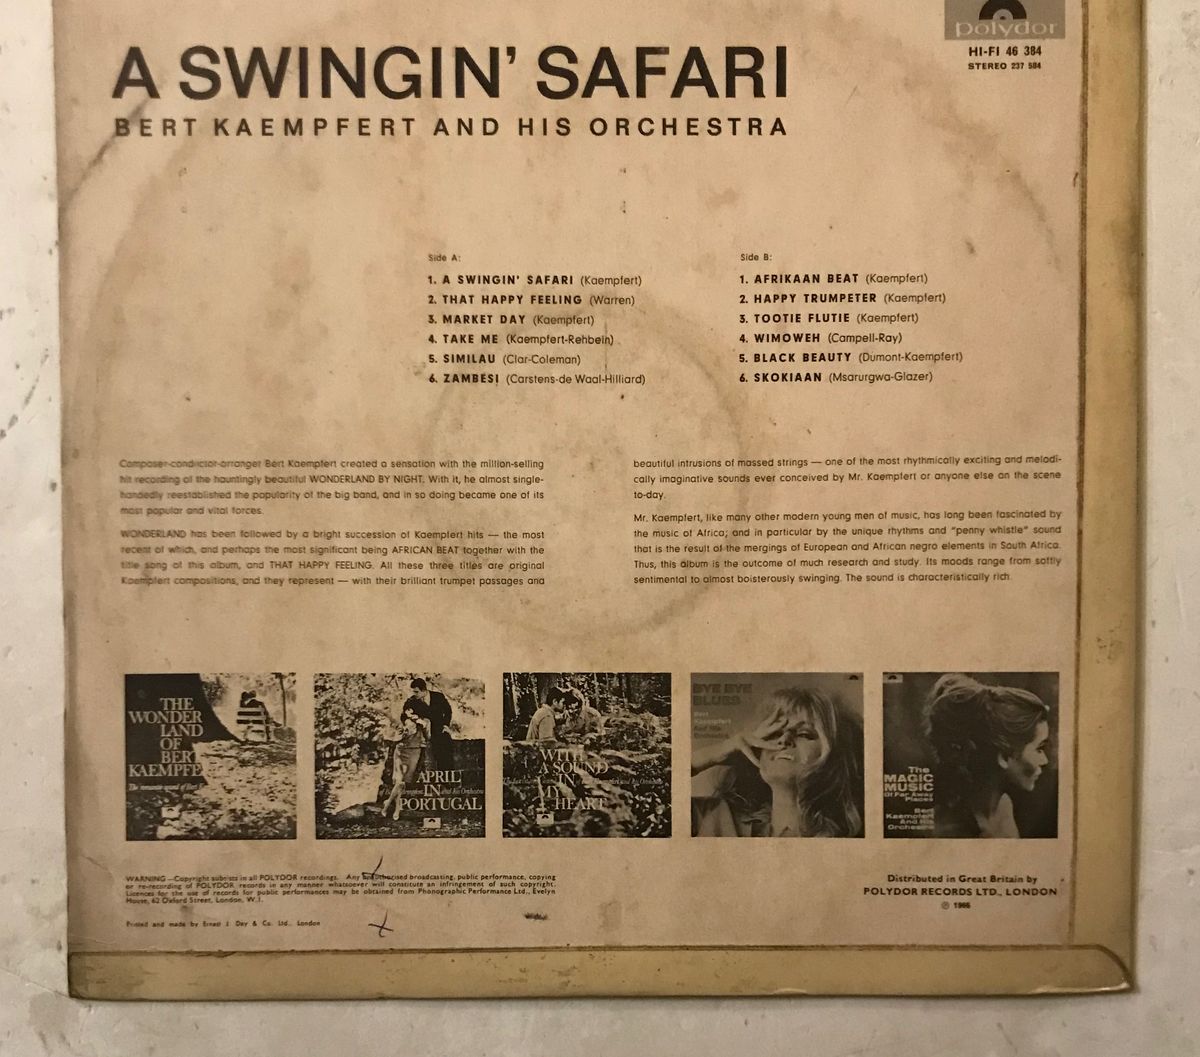 polydor
HI-FI 46 384
STEREO 237 584
A SWINGIN' SAFARI
BERT KAEMPFERT AND HIS ORCHESTRA
Side A:
1. A SWINGIN' SAFARI (Kaempfert)
2. THAT HAPPY FEELING (Warren)
3. MARKET DAY (Kaempfert)
4. TAKE ME (Kaempfert-Rehbein)
5. SIMILAU (Clar-Coleman)
6. ZAMBESI (Carstens-de Waal-Hilliard)
Side B:
1. AFRIKAAN BEAT (Kaempfert)
2. HAPPY TRUMPETER (Kaempfert)
3. TOOTIE FLUTIE (Kaempfert)
4. WIMOWEH (Campell-Ray)
5. BLACK BEAUTY (Dumont-Kaempfert)
6. SKOKIAAN (Msarurgwa-Glazer)
Composer-conductor-arranger Bert Kaempfert created a sensation with the million-selling
hit recording of the hauntingly beautiful WONDERLAND BY NIGHT. With it, he almost single-
handedly reestablished the popularity of the big band, and in so doing became one of its
most popular and vital forces.
WONDERLAND has been followed by a bright succession of Kaempfert hits — the most
recent of which, and perhaps the most significant being AFRICAN BEAT together with the
title song of this album, and THAT HAPPY FEELING. All these three titles are original
Kaempfert compositions, and they represent — with their brilliant trumpet passages and
beautiful intrusions of massed strings — one of the most rhythmically exciting and melodi-
cally imaginative sounds ever conceived by Mr. Kaempfert or anyone else on the scene
to-day.
Mr. Kaempfert, like many other modern young men of music, has long been fascinated by
the music of Africa; and in particular by the unique rhythms and "penny whistle" sound
that is the result of the mergings of European and African negro elements in South Africa.
Thus, this album is the outcome of much research and study. Its moods range from softly
sentimental to almost boisterously swinging. The sound is characteristically rich.
THE
WONDER
LAND
OF
BERT
KAEMPFE
The romantic sound of Bert
APRIL
IN
PORTUGAL
WITH
A SOUND
IN
MY
HEART
BYE BYE
BLUES
Bert
Kaempfert
And His
Orchestra
The
MAGIC
MUSIC
Of Far Away
Places
Bert
Kaempfert
And His
Orchestra
WARNING—Copyright subsists in all POLYDOR recordings. Any unauthorised broadcasting, public performance, copying
or re-recording of POLYDOR records in any manner whatsoever will constitute an infringement of such copyright.
Licences for the use of records for public performances may be obtained from Phonographic Performance Ltd., Evelyn
House, 62 Oxford Street, London, W.1.
Printed and made by Ernest J. Day & Co. Ltd., London
Distributed in Great Britain by
POLYDOR RECORDS LTD., LONDON
℗ 1966